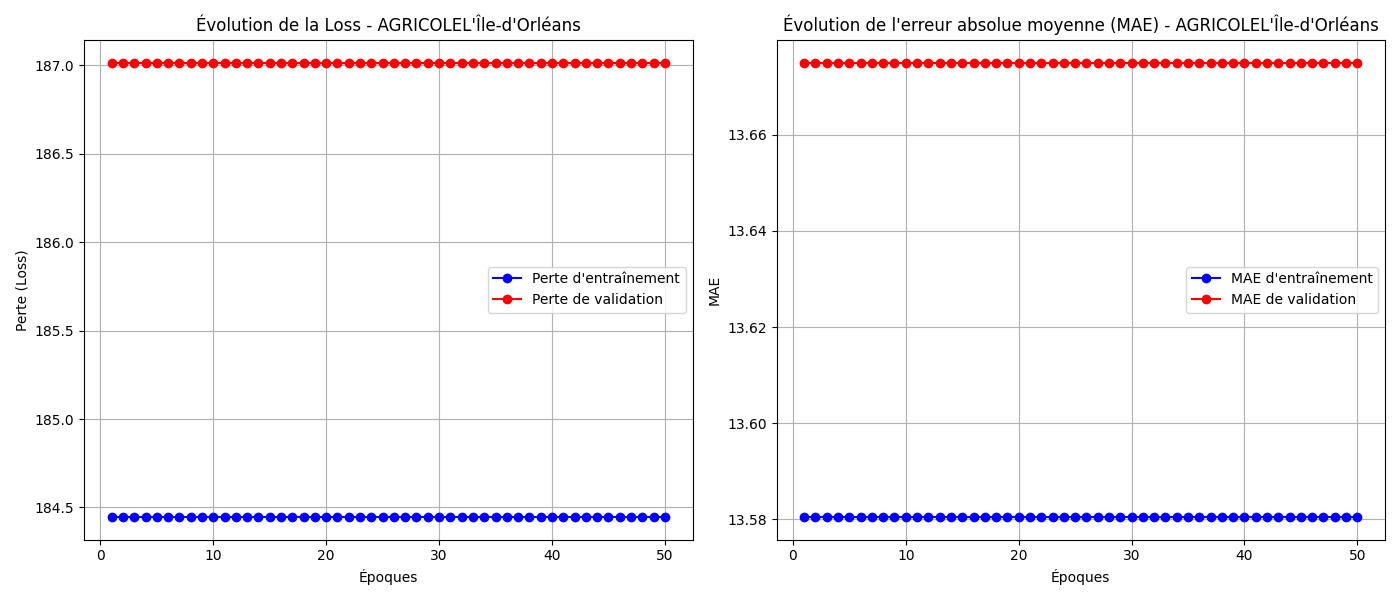 Évolution de la Loss - AGRICOLEL'Île-d'Orléans
187.0
186.5
186.0
185.5
185.0
184.5
Perte (Loss)
Perte d'entraînement
Perte de validation
0 10 20 30 40 50
Époques
Évolution de l'erreur absolue moyenne (MAE) - AGRICOLEL'Île-d'Orléans
13.66
13.64
13.62
13.60
13.58
MAE
MAE d'entraînement
MAE de validation
0 10 20 30 40 50
Époques